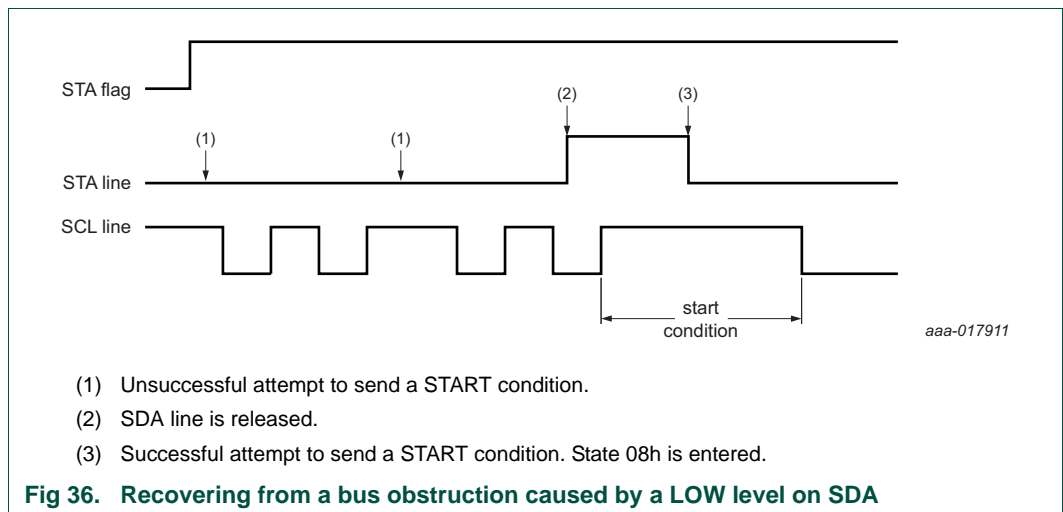 STA flag
(2)
(3)
(1)
(1)
STA line
SCL line
start
condition
aaa-017911
(1) Unsuccessful attempt to send a START condition.
(2) SDA line is released.
(3) Successful attempt to send a START condition. State 08h is entered.
Fig 36. Recovering from a bus obstruction caused by a LOW level on SDA